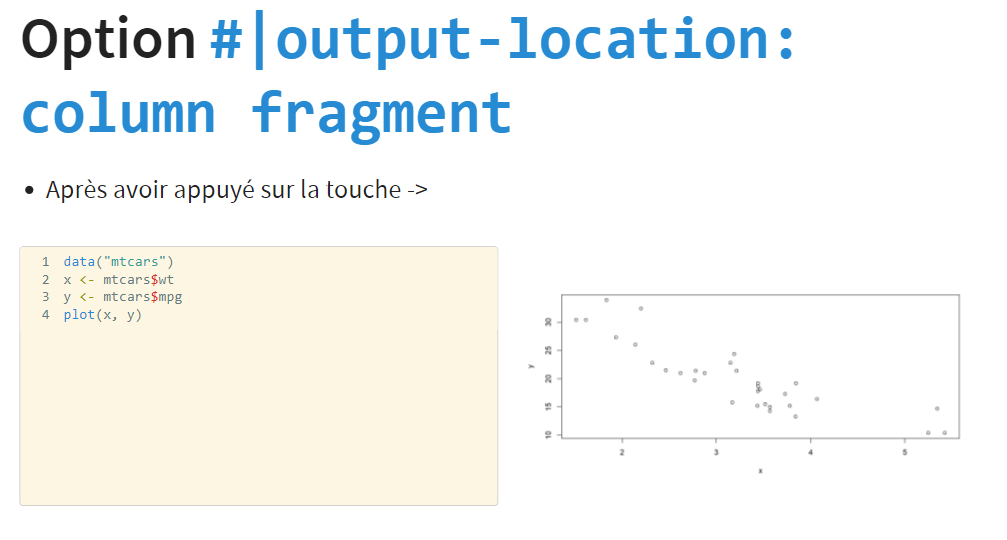 Option #|output-location:
column fragment
• Après avoir appuyé sur la touche ->
1 data("mtcars")
2 x <- mtcars$wt
3 y <- mtcars$mpg
4 plot(x, y)
30
25
20
15
10
y
2 3 4 5
x